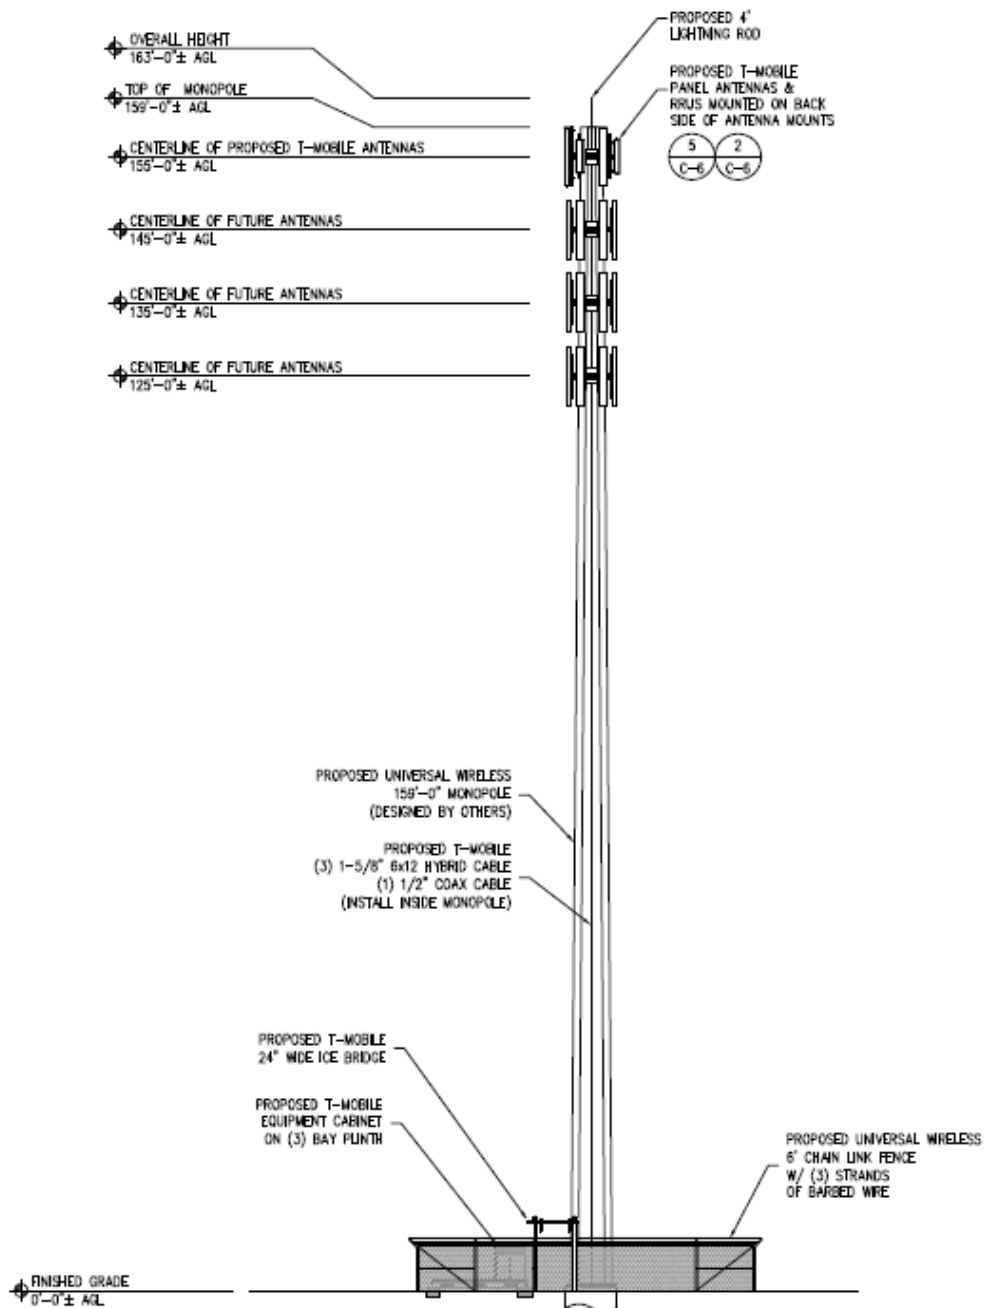 OVERALL HEIGHT
163'-0"± AGL
TOP OF MONOPOLE
159'-0"± AGL
CENTERLINE OF PROPOSED T-MOBILE ANTENNAS
155'-0"± AGL
CENTERLINE OF FUTURE ANTENNAS
145'-0"± AGL
CENTERLINE OF FUTURE ANTENNAS
135'-0"± AGL
CENTERLINE OF FUTURE ANTENNAS
125'-0"± AGL
PROPOSED 4'
LIGHTNING ROD
PROPOSED T-MOBILE
PANEL ANTENNAS &
RRUS MOUNTED ON BACK
SIDE OF ANTENNA MOUNTS
5 2
C-6 C-6
PROPOSED UNIVERSAL WIRELESS
159'-0" MONOPOLE
(DESIGNED BY OTHERS)
PROPOSED T-MOBILE
(3) 1-5/8" 6x12 HYBRID CABLE
(1) 1/2" COAX CABLE
(INSTALL INSIDE MONOPOLE)
PROPOSED T-MOBILE
24" WIDE ICE BRIDGE
PROPOSED T-MOBILE
EQUIPMENT CABINET
ON (3) BAY PLINTH
PROPOSED UNIVERSAL WIRELESS
6' CHAIN LINK FENCE
W/ (3) STRANDS
OF BARBED WIRE
FINISHED GRADE
0'-0"± AGL